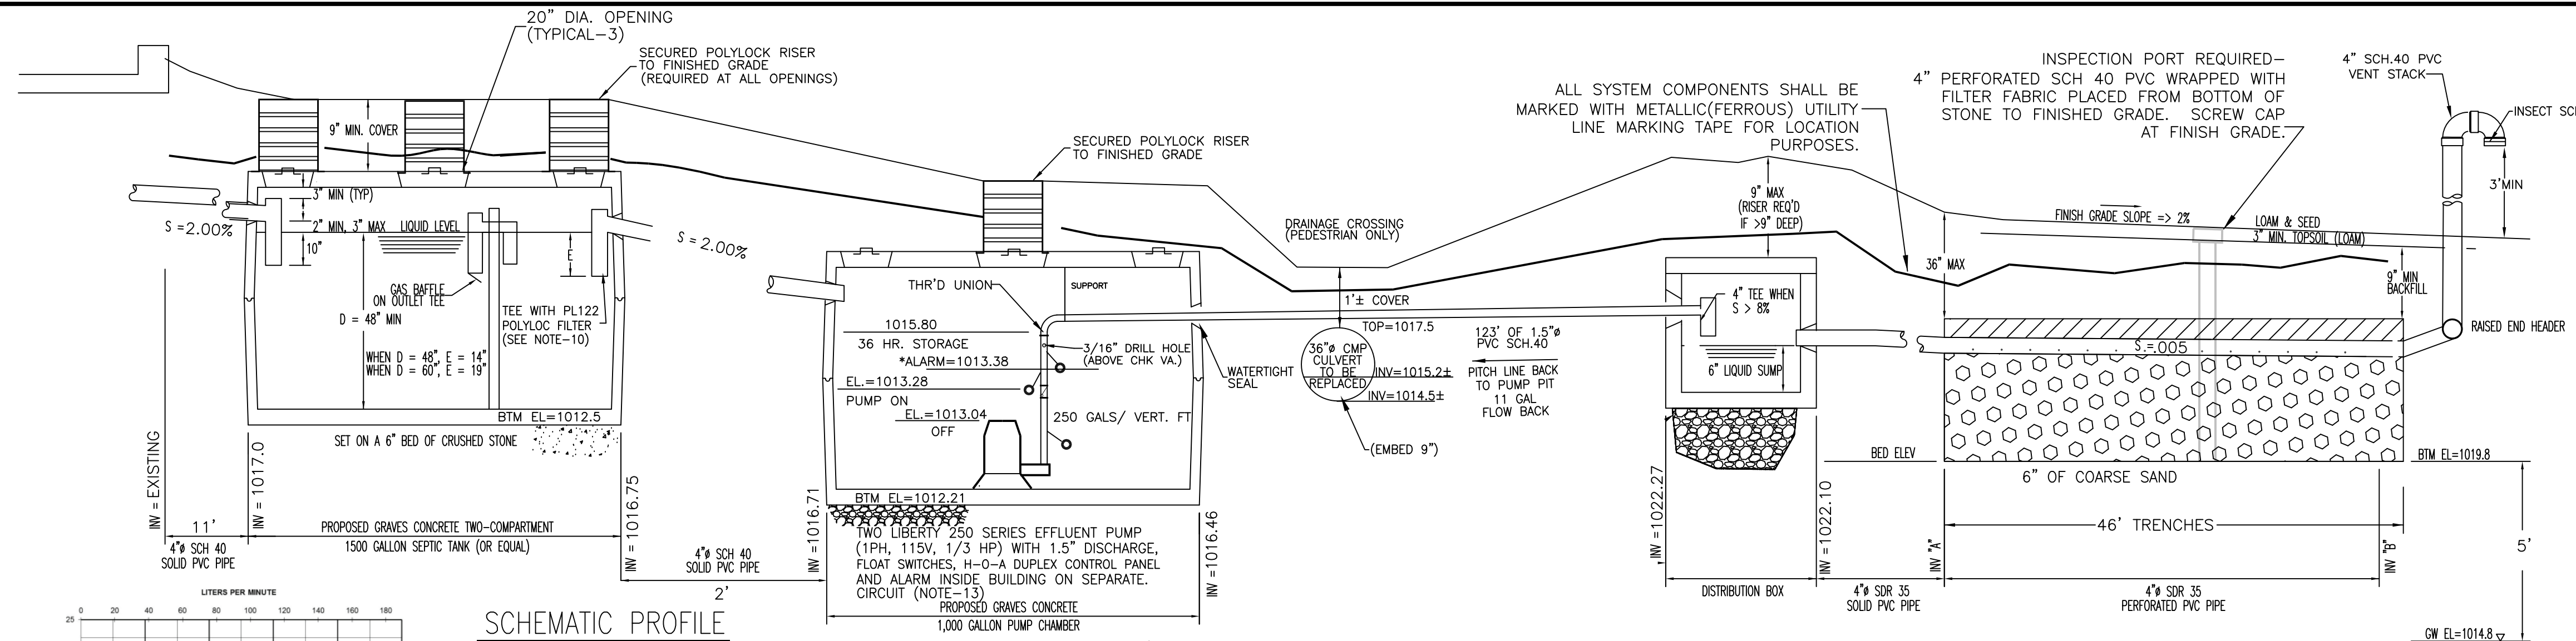 20" DIA. OPENING
(TYPICAL-3)
SECURED POLYLOCK RISER
TO FINISHED GRADE
(REQUIRED AT ALL OPENINGS)
9" MIN. COVER
3" MIN (TYP)
2" MIN, 3" MAX LIQUID LEVEL
10"
S =2.00%
GAS BAFFLE
ON OUTLET TEE
D = 48" MIN
E
TEE WITH PL122
POLYLOC FILTER
(SEE NOTE-10)
WHEN D = 48", E = 14"
WHEN D = 60", E = 19"
BTM EL=1012.5
SET ON A 6" BED OF CRUSHED STONE
S = 2.00%
INV = EXISTING
INV = 1017.0
11'
4"ø SCH 40
SOLID PVC PIPE
PROPOSED GRAVES CONCRETE TWO-COMPARTMENT
1500 GALLON SEPTIC TANK (OR EQUAL)
INV = 1016.75
4"ø SCH 40
SOLID PVC PIPE
2'
INV =1016.71
SECURED POLYLOCK RISER
TO FINISHED GRADE
THR'D UNION
SUPPORT
1015.80
36 HR. STORAGE
*ALARM=1013.38
3/16" DRILL HOLE
(ABOVE CHK VA.)
EL.=1013.28
PUMP ON
EL.=1013.04
OFF
250 GALS/ VERT. FT
WATERTIGHT
SEAL
BTM EL=1012.21
TWO LIBERTY 250 SERIES EFFLUENT PUMP
(1PH, 115V, 1/3 HP) WITH 1.5" DISCHARGE,
FLOAT SWITCHES, H-O-A DUPLEX CONTROL PANEL
AND ALARM INSIDE BUILDING ON SEPARATE.
CIRCUIT (NOTE-13)
PROPOSED GRAVES CONCRETE
1,000 GALLON PUMP CHAMBER
INV =1016.46
DRAINAGE CROSSING
(PEDESTRIAN ONLY)
1'± COVER
TOP=1017.5
36"ø CMP
CULVERT
TO BE
REPLACED
INV=1015.2±
INV=1014.5±
(EMBED 9")
123' OF 1.5"ø
PVC SCH.40
PITCH LINE BACK
TO PUMP PIT
11 GAL
FLOW BACK
ALL SYSTEM COMPONENTS SHALL BE
MARKED WITH METALLIC(FERROUS) UTILITY
LINE MARKING TAPE FOR LOCATION
PURPOSES.
9" MAX
(RISER REQ'D
IF >9" DEEP)
4" TEE WHEN
S > 8%
6" LIQUID SUMP
INV =1022.27
INV =1022.10
DISTRIBUTION BOX
4"ø SDR 35
SOLID PVC PIPE
BED ELEV
INSPECTION PORT REQUIRED-
4" PERFORATED SCH 40 PVC WRAPPED WITH
FILTER FABRIC PLACED FROM BOTTOM OF
STONE TO FINISHED GRADE. SCREW CAP
AT FINISH GRADE.
4" SCH.40 PVC
VENT STACK
INSECT SC
3'MIN
FINISH GRADE SLOPE => 2%
LOAM & SEED
3" MIN. TOPSOIL (LOAM)
36" MAX
9" MIN
BACKFILL
RAISED END HEADER
S =.005
BTM EL=1019.8
6" OF COARSE SAND
46' TRENCHES
INV "A"
INV "B"
4"ø SDR 35
PERFORATED PVC PIPE
5'
GW EL=1014.8
LITERS PER MINUTE
0 20 40 60 80 100 120 140 160 180
25
SCHEMATIC PROFILE